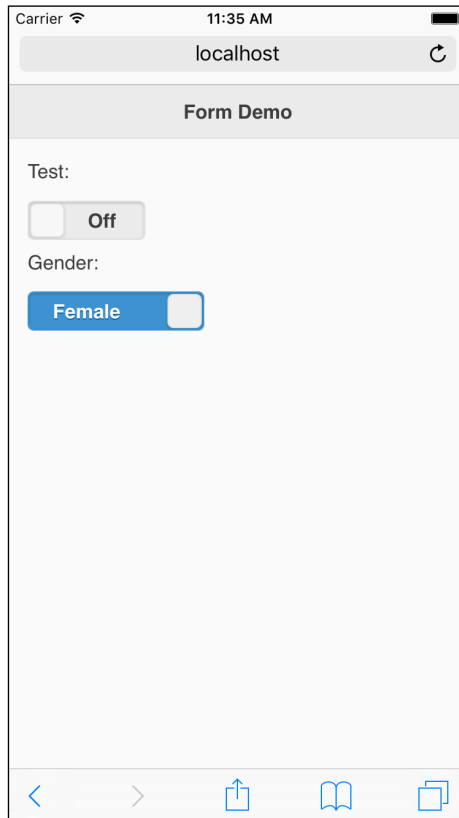 Carrier 11:35 AM
localhost
Form Demo
Test:
Off
Gender:
Female